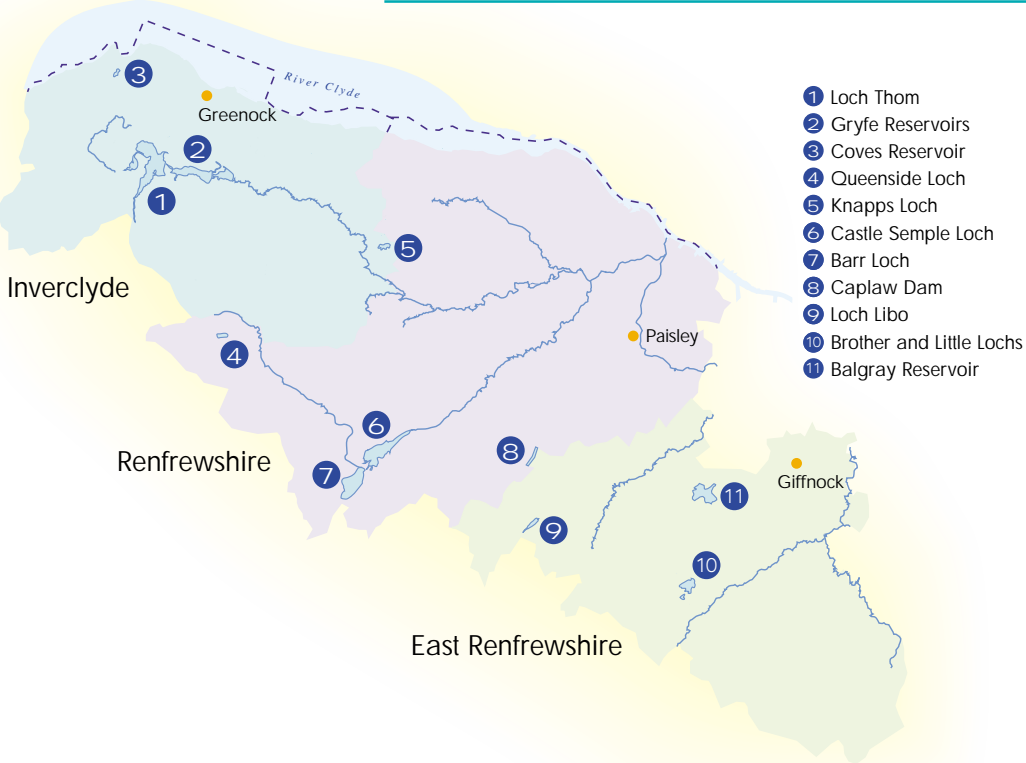 River Clyde
3
Greenock
2
1
5
Inverclyde
4
Paisley
6
Renfrewshire
7
8
9
Giffnock
11
10
East Renfrewshire
1 Loch Thom
2 Gryfe Reservoirs
3 Coves Reservoir
4 Queenside Loch
5 Knapps Loch
6 Castle Semple Loch
7 Barr Loch
8 Caplaw Dam
9 Loch Libo
10 Brother and Little Lochs
11 Balgray Reservoir